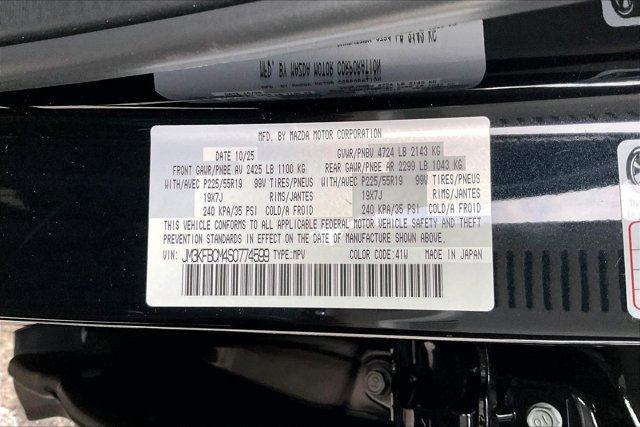 MFD. BY MAZDA MOTOR CORPORATION
DATE 10/25 GVWR/PNBV 4724 LB 2143 KG
FRONT GAWR/PNBE AV 2425 LB 1100 KG REAR GAWR/PNBE AR 2299 LB 1043 KG
WITH/AVEC P225/55R19 99V TIRES/PNEUS WITH/AVEC P225/55R19 99V TIRES/PNEUS
19X7J RIMS/JANTES 19X7J RIMS/JANTES
240 KPA/35 PSI COLD/A FROID 240 KPA/35 PSI COLD/A FROID
THIS VEHICLE CONFORMS TO ALL APPLICABLE FEDERAL MOTOR VEHICLE SAFETY AND THEFT
PREVENTION STANDARDS IN EFFECT ON THE DATE OF MANUFACTURE SHOWN ABOVE.
VIN: JM3KFBCM4S0774599 TYPE:MPV COLOR/COULEUR:41W MADE IN JAPAN